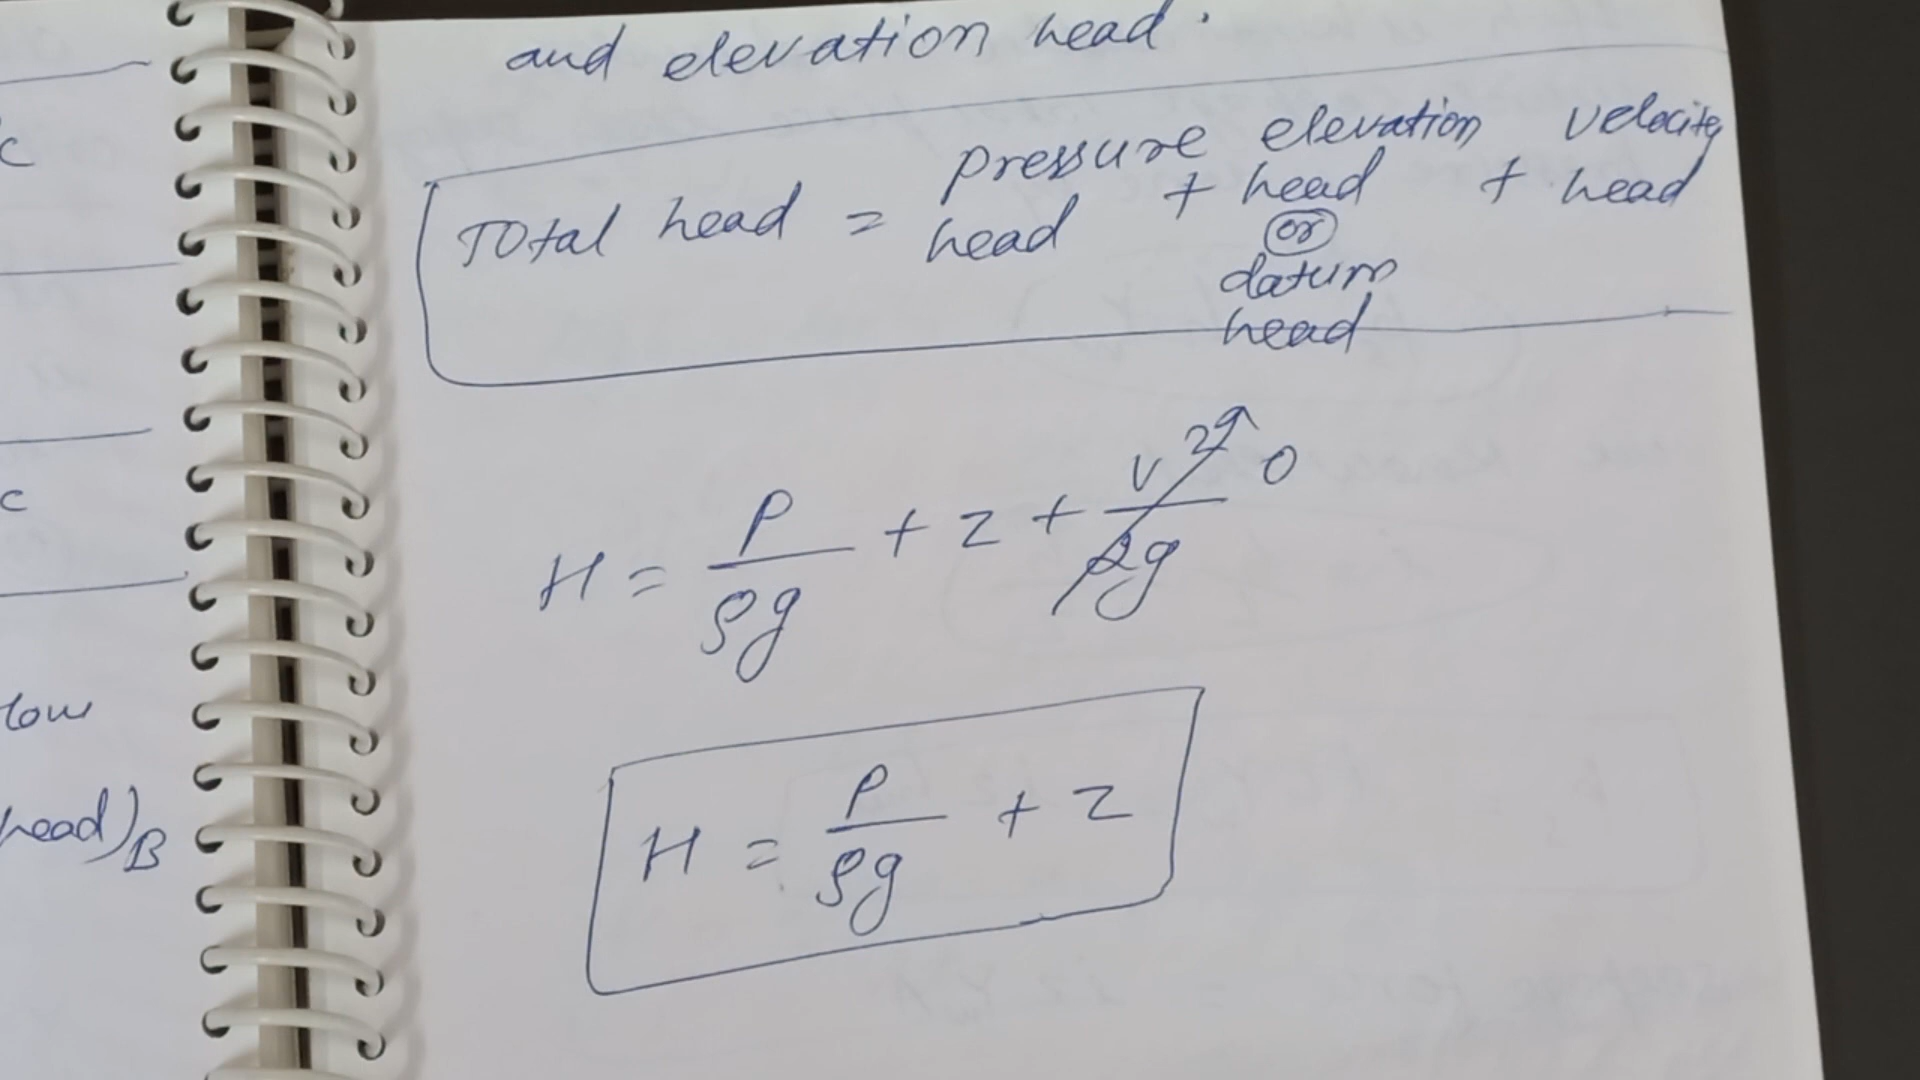 c
c
low
head)B
and elevation head.
Total head = pressure head + elevation head (or) datum head + velocity head
H = P/ρg + z + v²/2g → 0
H = P/ρg + z